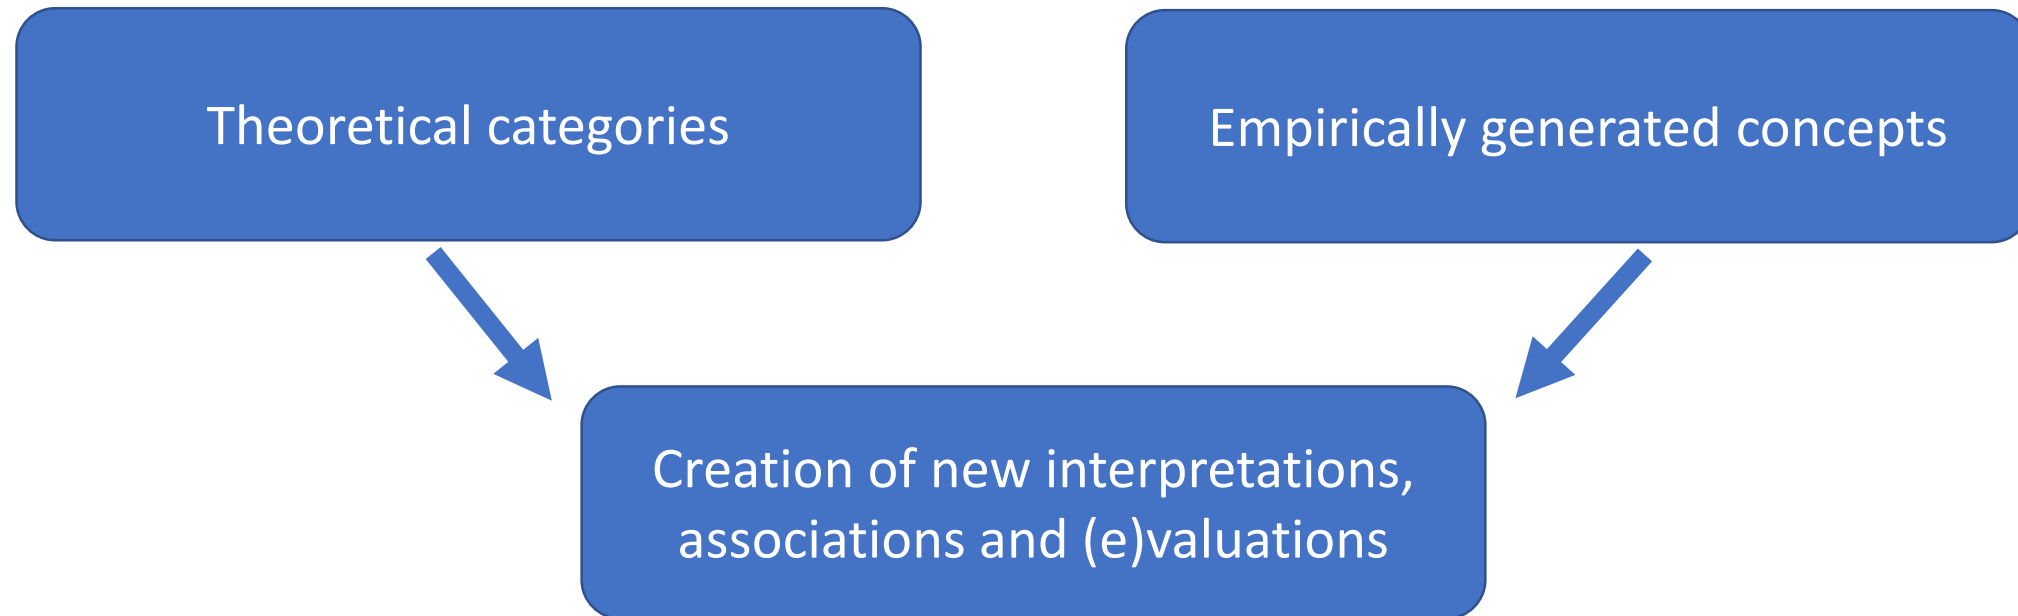 Theoretical categories
Empirically generated concepts
Creation of new interpretations,
associations and (e)valuations